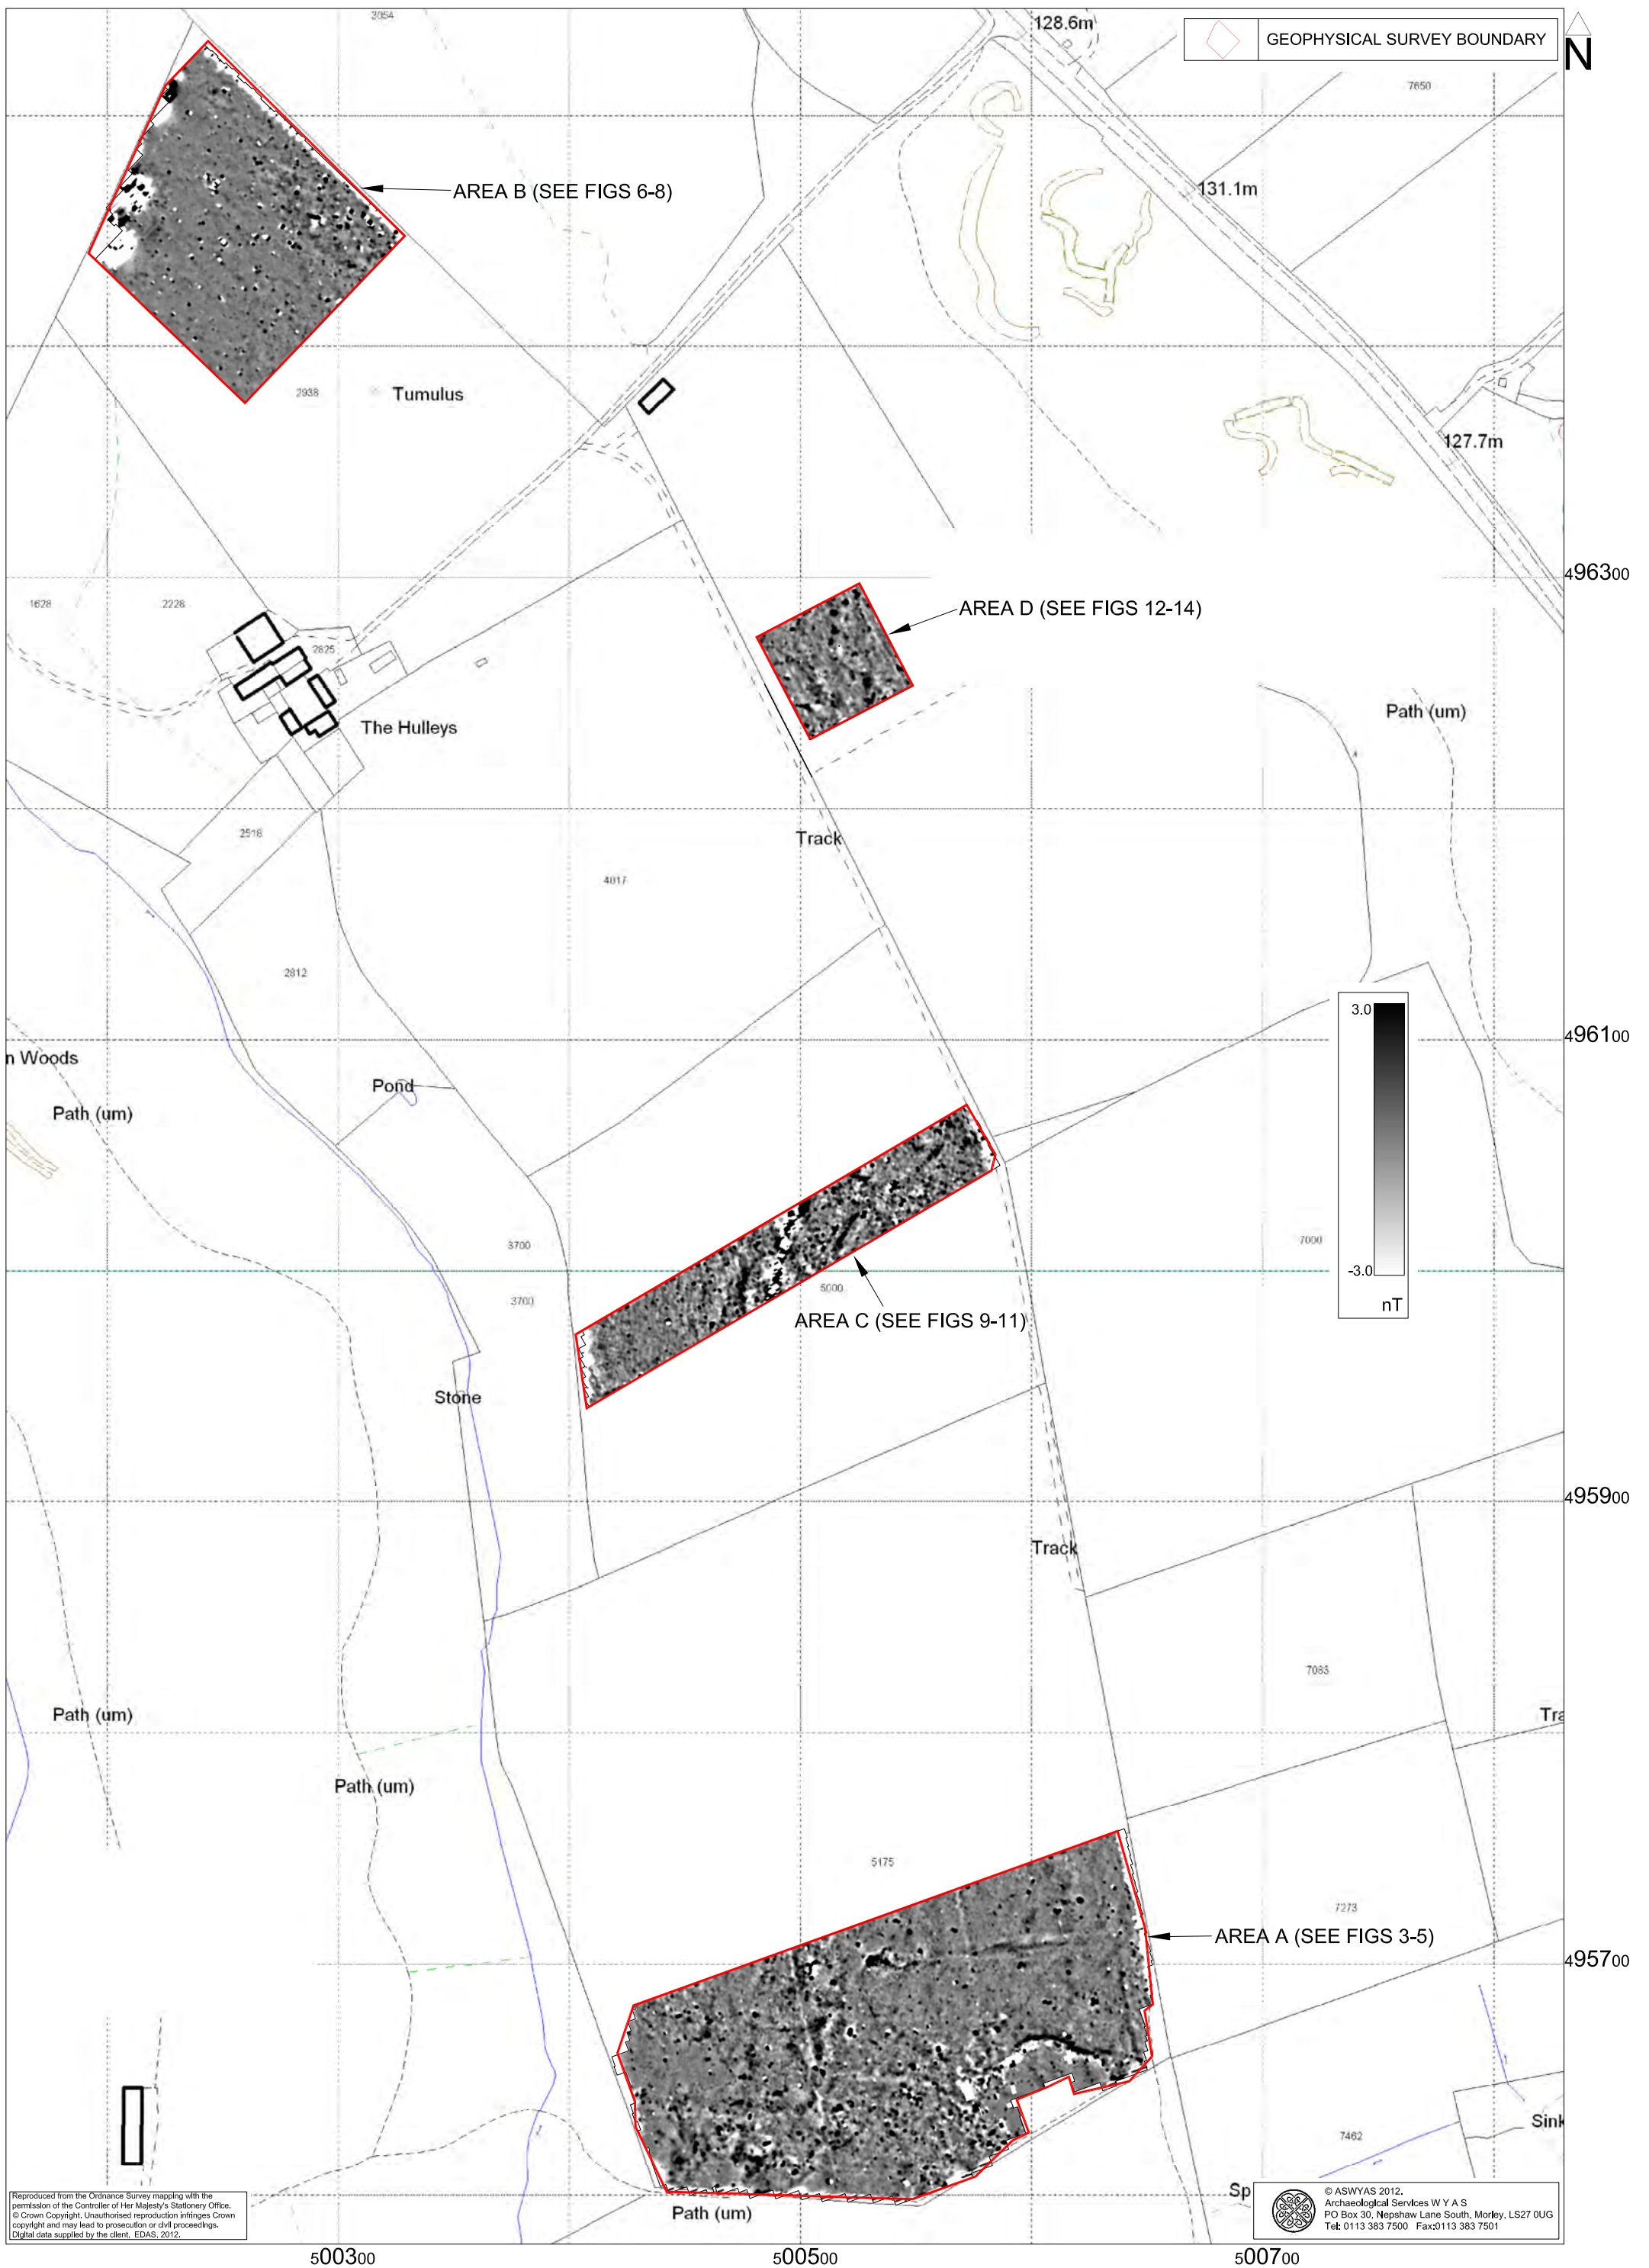 3054
128.6m
GEOPHYSICAL SURVEY BOUNDARY
N
7650
AREA B (SEE FIGS 6-8)
131.1m
2938
Tumulus
127.7m
496300
1628
2228
AREA D (SEE FIGS 12-14)
2825
The Hulleys
Path (um)
2518
Track
4817
2812
3.0
496100
n Woods
Pond
Path (um)
3700
7000
-3.0
3700
5000
nT
AREA C (SEE FIGS 9-11)
Stone
495900
Track
7083
Path (um)
Tra
Path (um)
5175
7273
AREA A (SEE FIGS 3-5)
495700
Sink
7462
Sp
Path (um)
Reproduced from the Ordnance Survey mapping with the
permission of the Controller of Her Majesty's Stationery Office.
© Crown Copyright. Unauthorised reproduction infringes Crown
copyright and may lead to prosecution or civil proceedings.
Digital data supplied by the client, EDAS, 2012.
© ASWYAS 2012.
Archaeological Services W Y A S
PO Box 30, Nepshaw Lane South, Morley, LS27 0UG
Tel: 0113 383 7500 Fax:0113 383 7501
500300
500500
500700